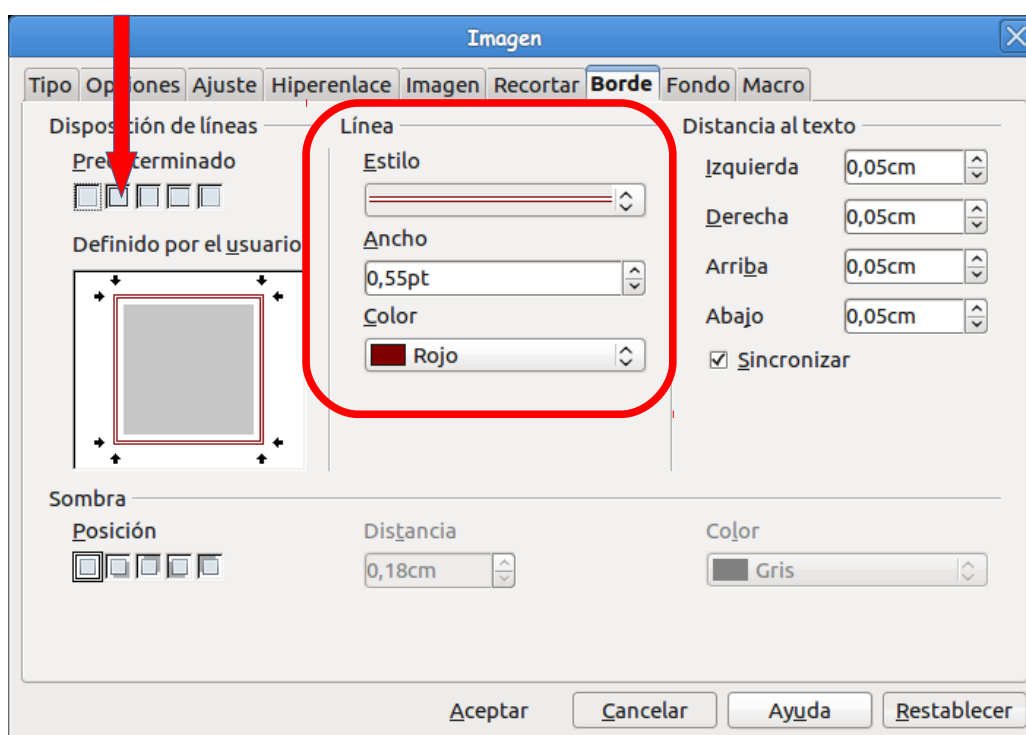 Imagen
Tipo Opciones Ajuste Hiperenlace Imagen Recortar Borde Fondo Macro
Disposición de líneas
Predeterminado
Definido por el usuario
Línea
Estilo
Ancho
0,55pt
Color
Rojo
Distancia al texto
Izquierda 0,05cm
Derecha 0,05cm
Arriba 0,05cm
Abajo 0,05cm
Sincronizar
Sombra
Posición
Distancia
0,18cm
Color
Gris
Aceptar Cancelar Ayuda Restablecer